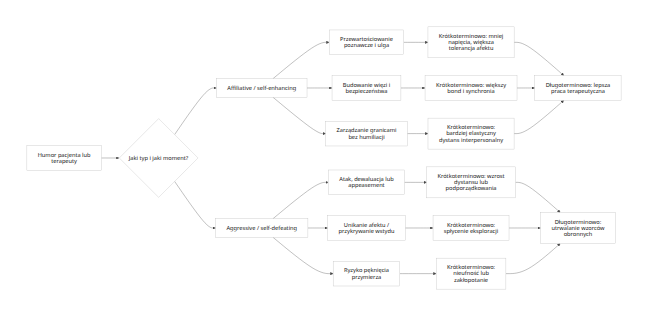 Humor pacjenta lub
terapeuty
Jaki typ i jaki moment?
Affiliative / self-enhancing
Przewartościowanie
poznawcze i ulga
Krótkoterminowo: mniej
napięcia, większa
tolerancja afektu
Budowanie więzi i
bezpieczeństwa
Krótkoterminowo: większy
bond i synchronia
Długoterminowo: lepsza
praca terapeutyczna
Zarządzanie granicami
bez humiliacji
Krótkoterminowo:
bardziej elastyczny
dystans interpersonalny
Aggressive / self-defeating
Atak, dewaluacja lub
appeasement
Krótkoterminowo: wzrost
dystansu lub
podporządkowania
Unikanie afektu /
przykrywanie wstydu
Krótkoterminowo:
spłycenie eksploracji
Długoterminowo:
utrwalanie wzorców
obronnych
Ryzyko pęknięcia
przymierza
Krótkoterminowo:
nieufność lub
zakłopotanie